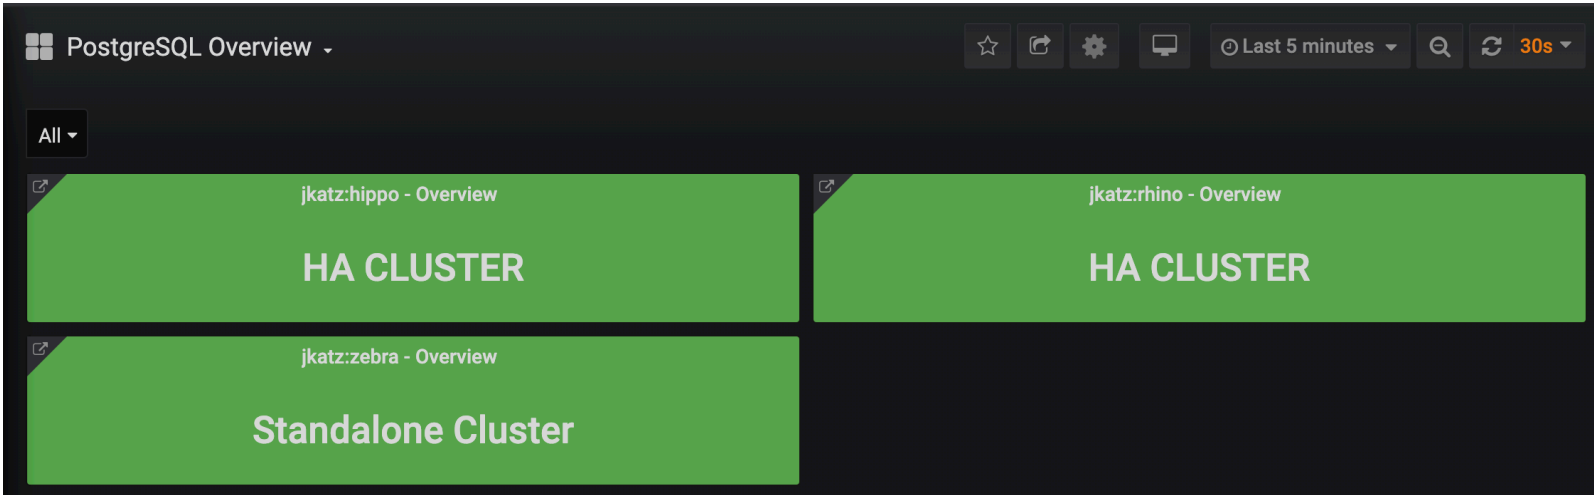 PostgreSQL Overview
Last 5 minutes
30s
All
jkatz:hippo - Overview
HA CLUSTER
jkatz:rhino - Overview
HA CLUSTER
jkatz:zebra - Overview
Standalone Cluster